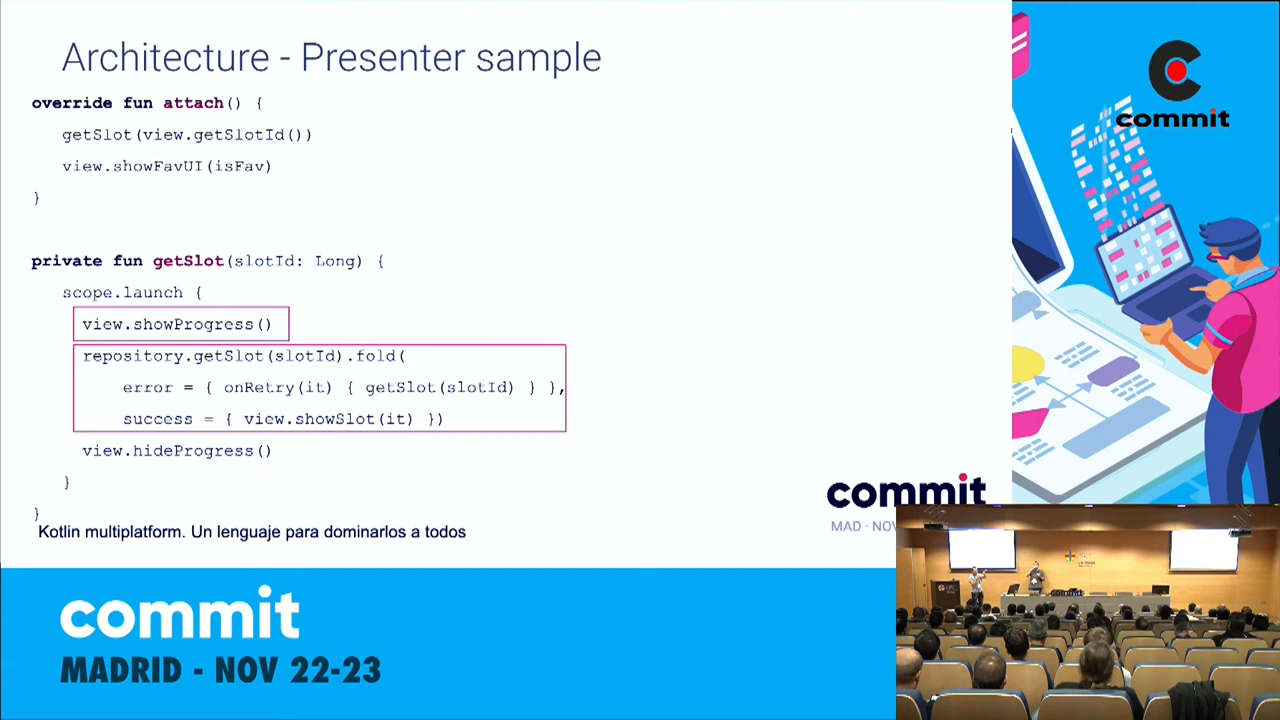 Architecture - Presenter sample
override fun attach() {
getSlot(view.getSlotId())
view.showFavUI(isFav)
}
private fun getSlot(slotId: Long) {
scope.launch {
view.showProgress()
repository.getSlot(slotId).fold(
error = { onRetry(it) { getSlot(slotId) } },
success = { view.showSlot(it) })
view.hideProgress()
}
}
Kotlin multiplatform. Un lenguaje para dominarlos a todos
commit
MAD · NOV
commit
commit
MADRID - NOV 22-23